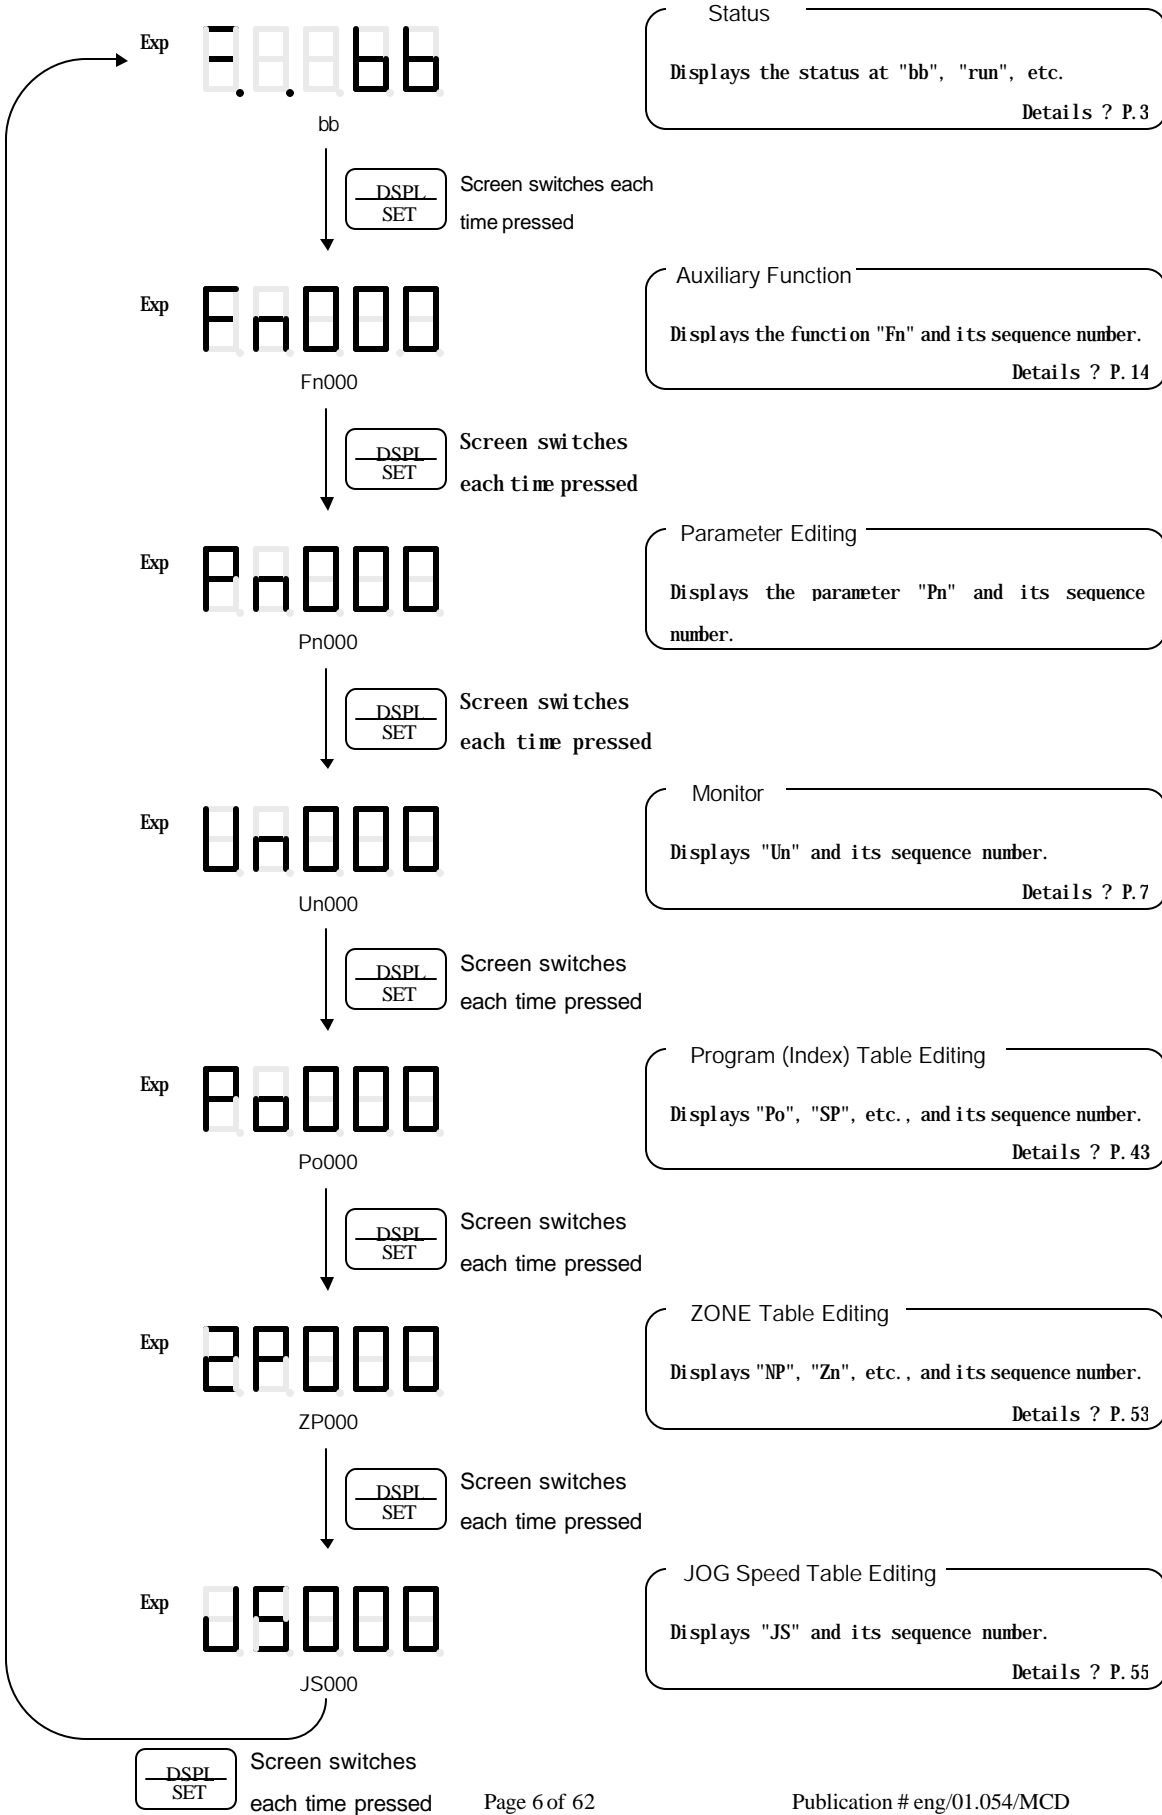 Status
Exp
Displays the status at "bb", "run", etc.
Details ? P.3
bb
DSPL
SET
Screen switches each
time pressed
Auxiliary Function
Exp
Fn000
Displays the function "Fn" and its sequence number.
Details ? P.14
Fn000
DSPL
SET
Screen switches
each time pressed
Parameter Editing
Exp
Pn000
Displays the parameter "Pn" and its sequence
number.
Pn000
DSPL
SET
Screen switches
each time pressed
Monitor
Exp
Un000
Displays "Un" and its sequence number.
Details ? P.7
Un000
DSPL
SET
Screen switches
each time pressed
Program (Index) Table Editing
Exp
Po000
Displays "Po", "SP", etc., and its sequence number.
Details ? P.43
Po000
DSPL
SET
Screen switches
each time pressed
ZONE Table Editing
Exp
2P000
Displays "NP", "Zn", etc., and its sequence number.
Details ? P.53
ZP000
DSPL
SET
Screen switches
each time pressed
JOG Speed Table Editing
Exp
JS000
Displays "JS" and its sequence number.
Details ? P.55
JS000
DSPL
SET
Screen switches
each time pressed
Page 6 of 62
Publication # eng/01.054/MCD